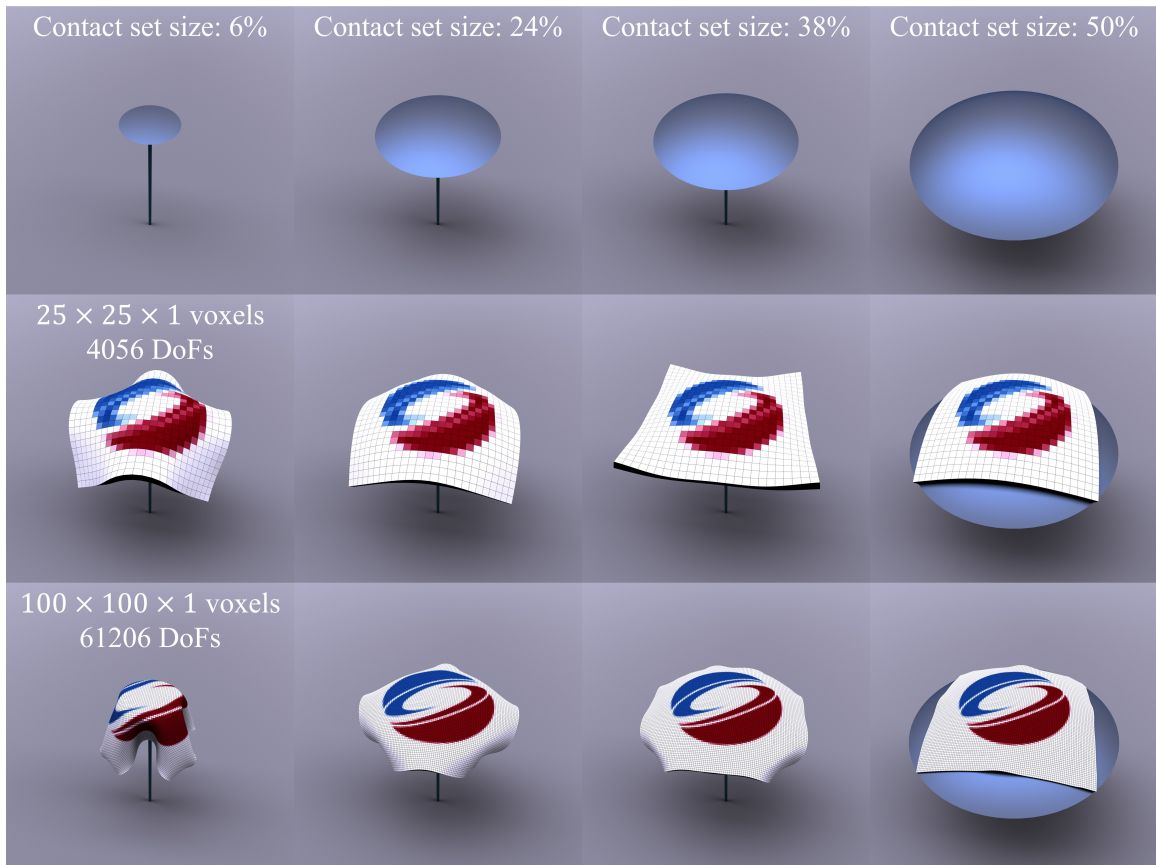 Contact set size: 6%
Contact set size: 24%
Contact set size: 38%
Contact set size: 50%
25 × 25 × 1 voxels
4056 DoFs
100 × 100 × 1 voxels
61206 DoFs